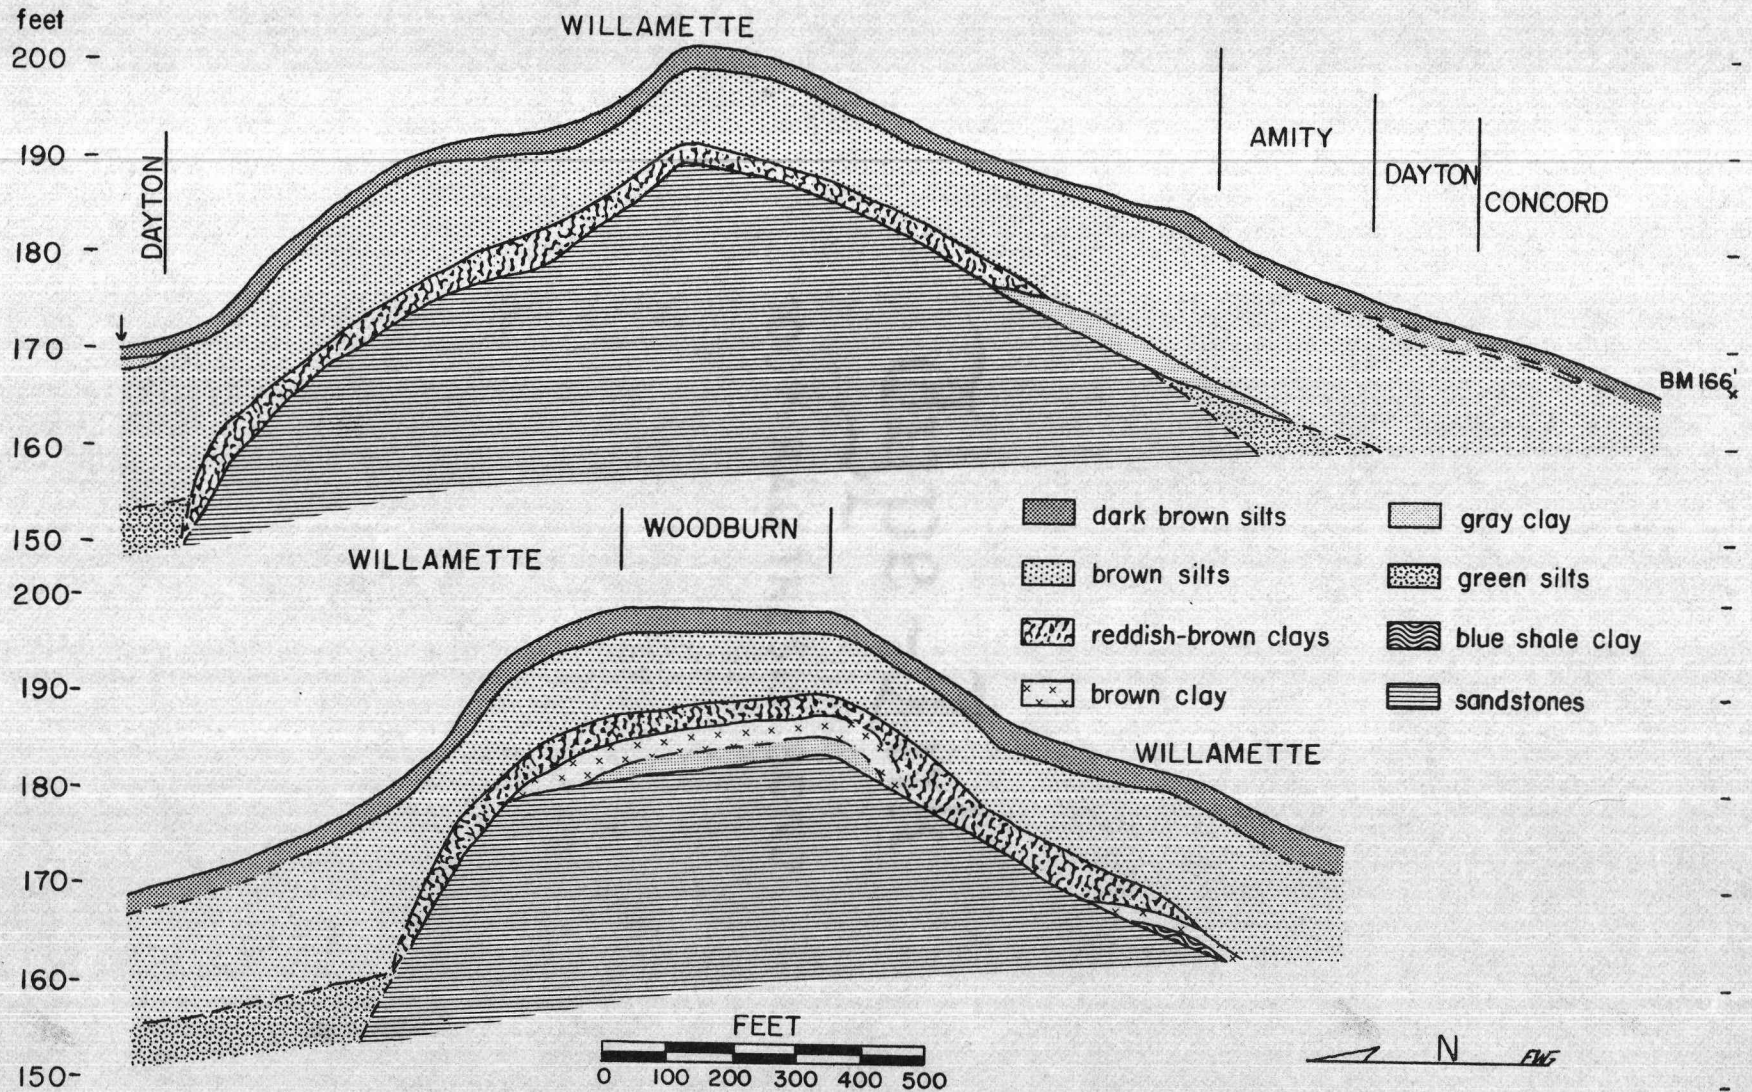 feet
WILLAMETTE
200 -
190 -
180 -
170 -
160 -
150 -
DAYTON
AMITY
DAYTON
CONCORD
BM 166'
x
WILLAMETTE
WOODBURN
dark brown silts
brown silts
reddish-brown clays
brown clay
gray clay
green silts
blue shale clay
sandstones
200-
190-
180-
170-
160-
150-
WILLAMETTE
FEET
0 100 200 300 400 500
N